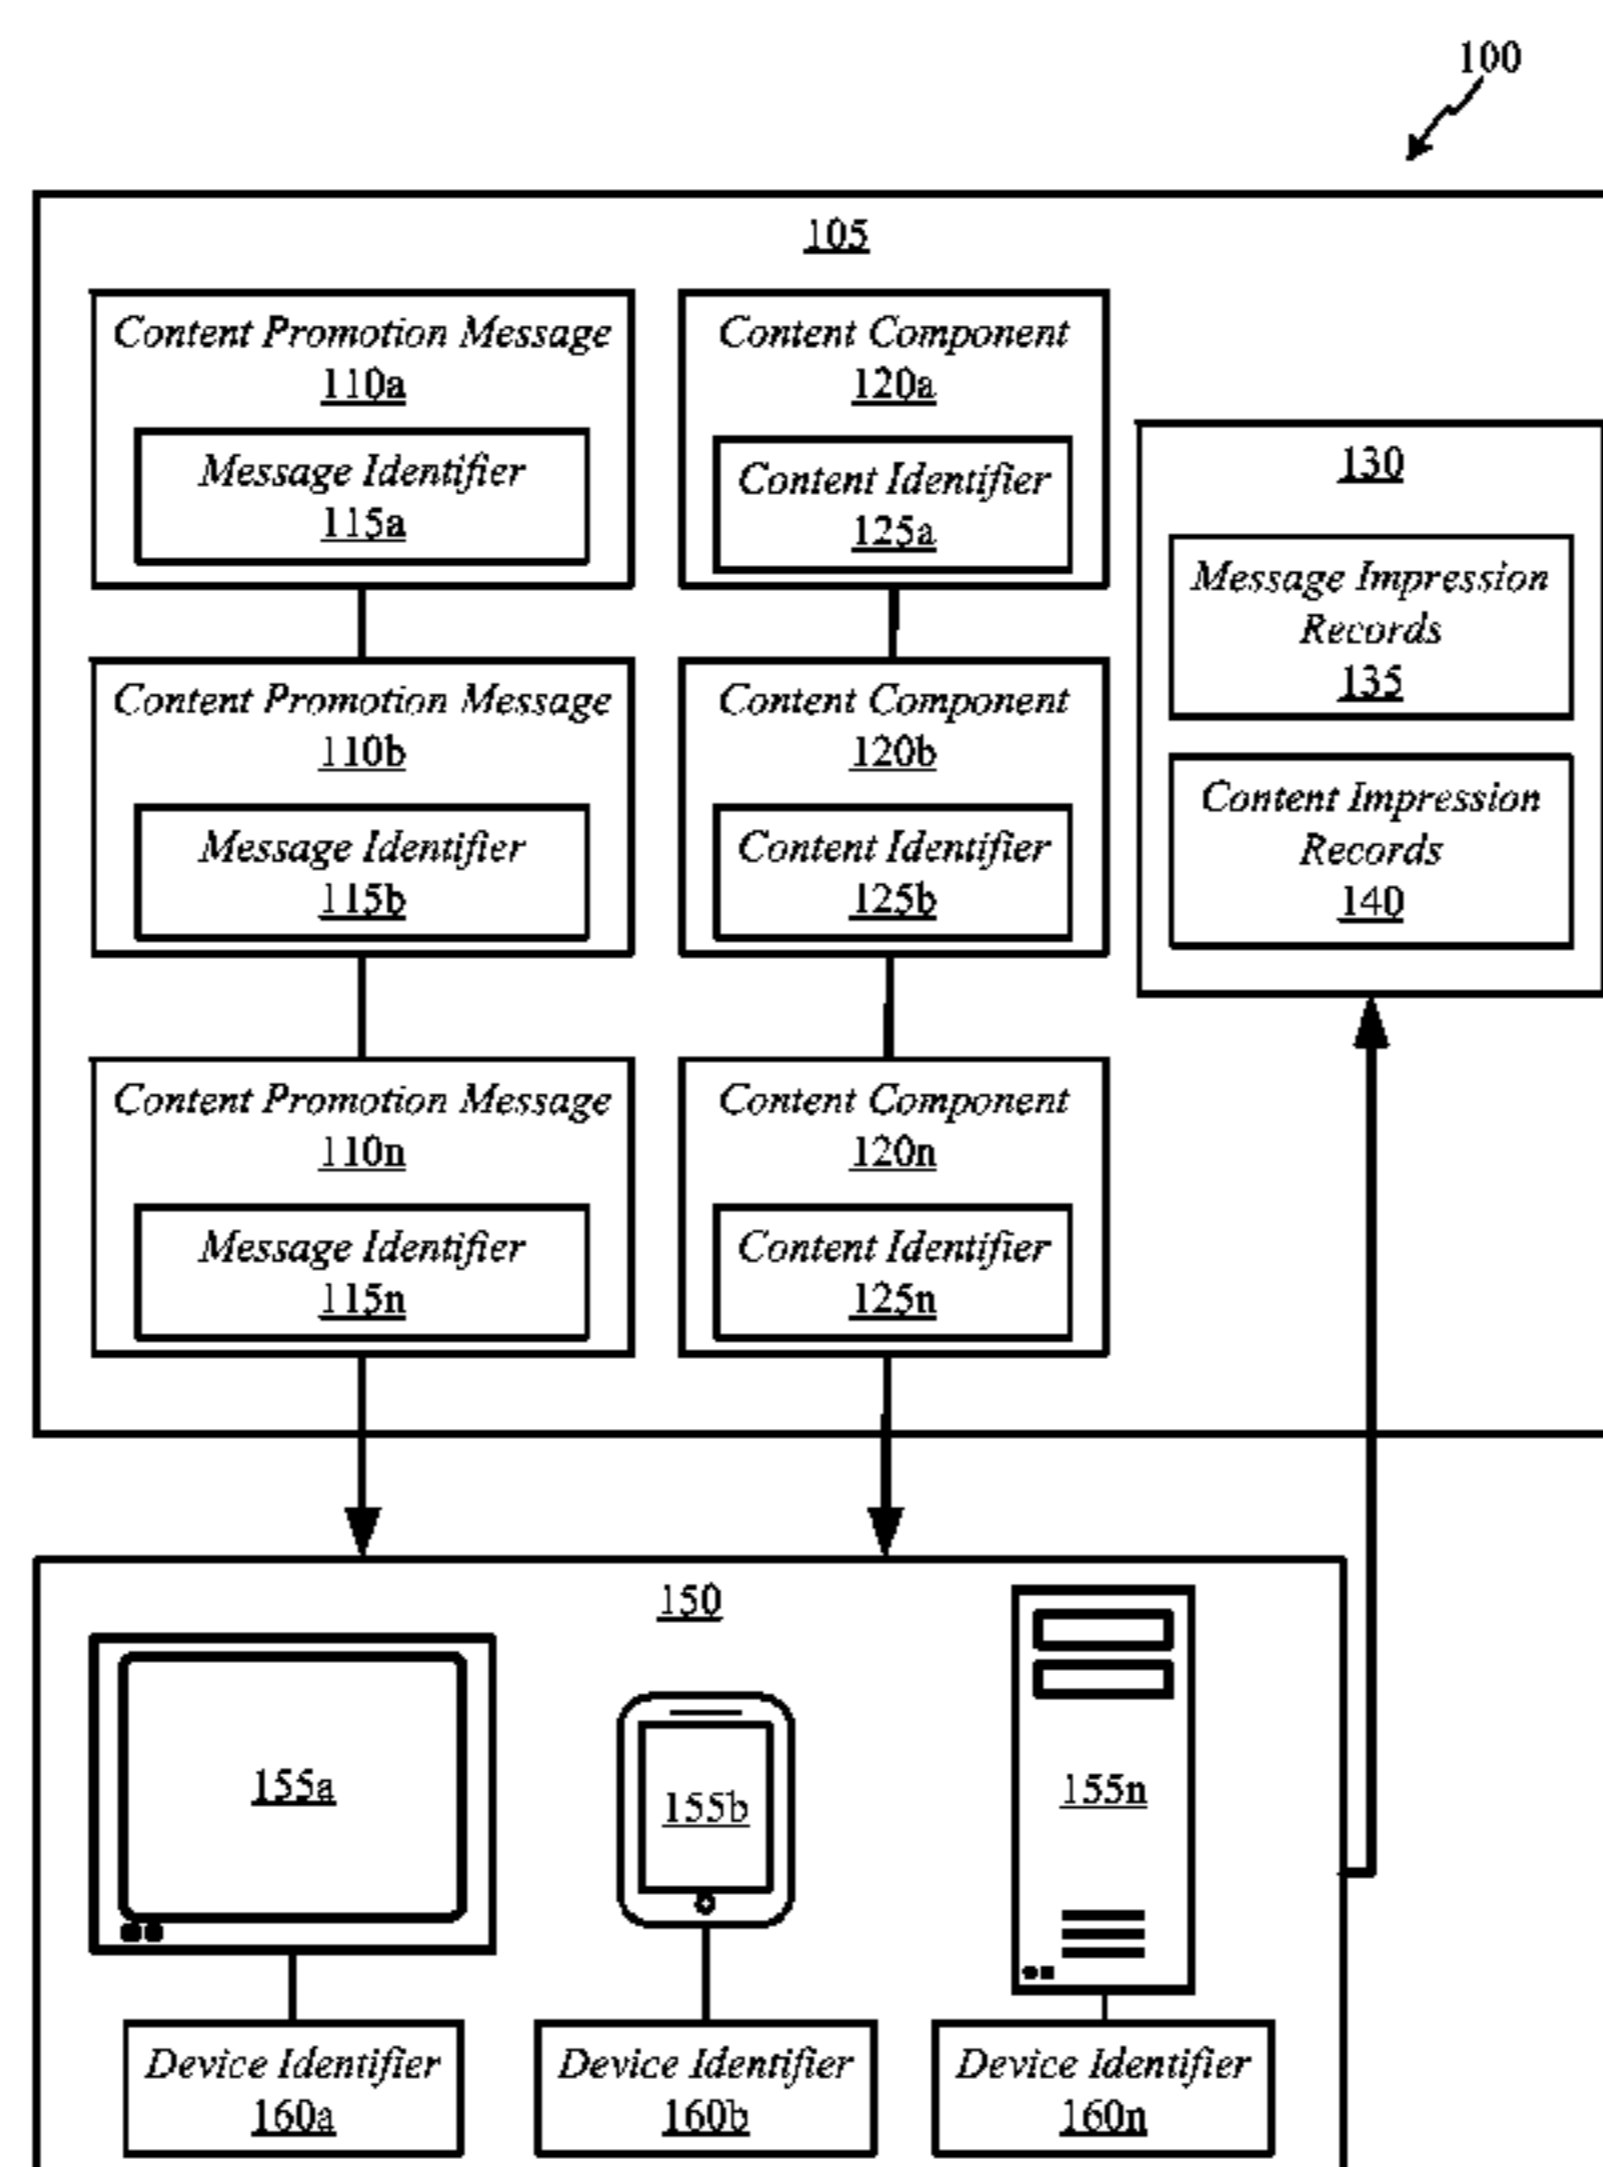 100
105
Content Promotion Message
110a
Message Identifier
115a
Content Component
120a
Content Identifier
125a
130
Message Impression
Records
135
Content Impression
Records
140
Content Promotion Message
110b
Message Identifier
115b
Content Component
120b
Content Identifier
125b
Content Promotion Message
110n
Message Identifier
115n
Content Component
120n
Content Identifier
125n
150
155a
155b
155n
Device Identifier
160a
Device Identifier
160b
Device Identifier
160n